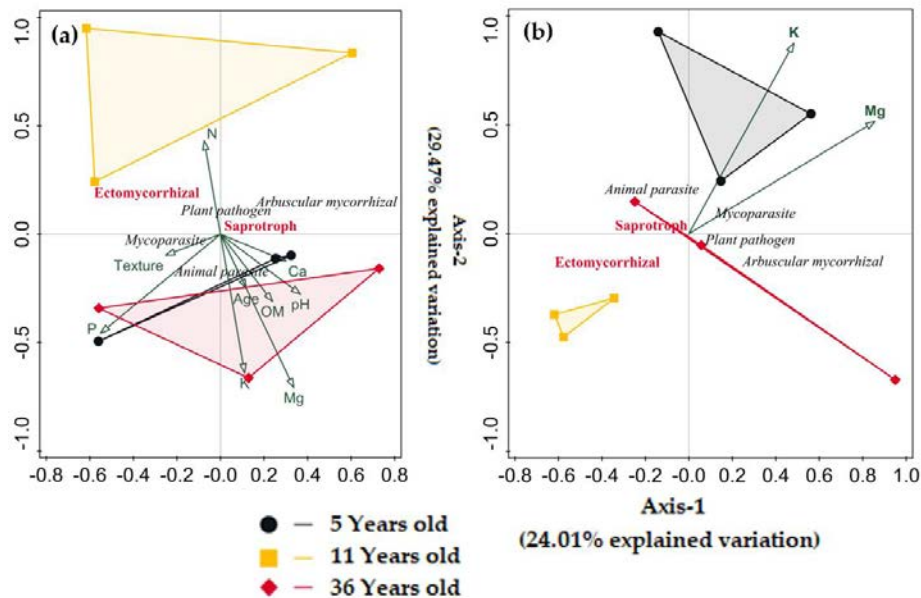 (a)
1.0
0.5
0.0
-0.5
-1.0
N
Ectomycorrhizal
Plant pathogen
Arbuscular mycorrhizal
Saprotroph
Mycoparasite
Texture
Animal parasite
Ca
Age
OM
pH
P
K
Mg
-0.8 -0.6 -0.4 -0.2 -0.0 0.2 0.4 0.6 0.8
Axis-2
(29.47% explained variation)
(b)
1.0
0.5
0.0
-0.5
-1.0
K
Mg
Animal parasite
Saprotroph
Mycoparasite
Plant pathogen
Ectomycorrhizal
Arbuscular mycorrhizal
-0.8 -0.6 -0.4 -0.2 -0.0 0.2 0.4 0.6 0.8 1.0
Axis-1
(24.01% explained variation)
5 Years old
11 Years old
36 Years old